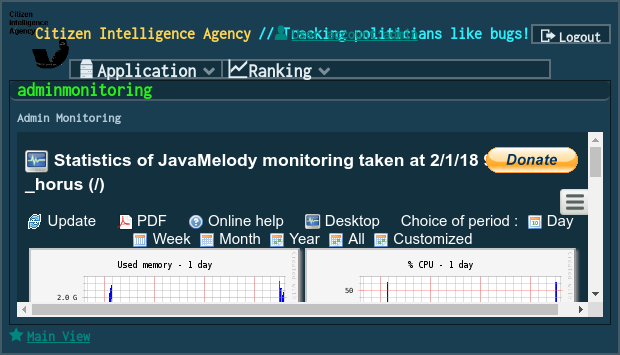 Citizen
Intelligence
Agency
Citizen Intelligence Agency // Tracking politicians like bugs!
Logout
Application
Ranking
adminmonitoring
Admin Monitoring
Statistics of JavaMelody monitoring taken at 2/1/18
_horus (/)
Donate
Update PDF Online help Desktop Choice of period : Day
Week Month Year All Customized
Used memory - 1 day
% CPU - 1 day
2.0 G
50
Main View